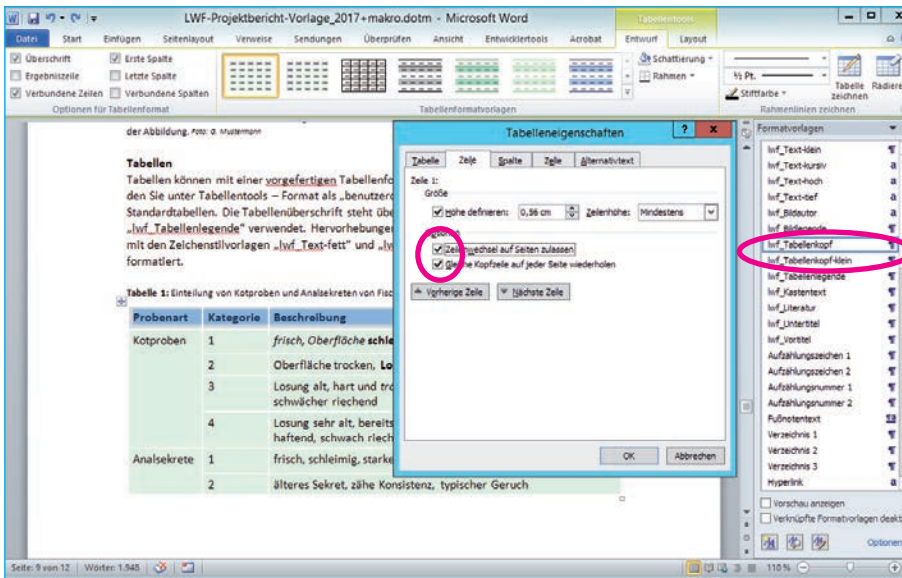 LWF-Projektbericht-Vorlage_2017+makro.dotm - Microsoft Word
Tabellentools
Datei Start Einfügen Seitenlayout Verweise Sendungen Überprüfen Ansicht Entwicklertools Acrobat Entwurf Layout
Überschrift Erste Spalte
Ergebniszeile Letzte Spalte
Verbundene Zeilen Verbundene Spalten
Optionen für Tabellenformat
Tabellenformatvorlagen
Schattierung
Rahmen
½ Pt.
Stiftfarbe
Tabelle zeichnen
Radiere
Rahmenlinien zeichnen
der Abbildung. Foto: G. Mustermann
Tabellen
Tabellen können mit einer vorgefertigen Tabellenfo
den Sie unter Tabellentools – Format als „benutzerd
Standardtabellen. Die Tabellenüberschrift steht übe
„lwf_Tabellenlegende“ verwendet. Hervorhebunge
mit den Zeichenstilvorlagen „lwf_Text-fett“ und „lw
formatiert.
Tabelle 1: Einteilung von Kotproben und Analsekreten von Fisc
Probenart Kategorie Beschreibung
Kotproben 1 frisch, Oberfläche schle
2 Oberfläche trocken, Lo
3 Losung alt, hart und tro
schwächer riechend
4 Losung sehr alt, bereits
haftend, schwach riech
Analsekrete 1 frisch, schleimig, starke
2 älteres Sekret, zähe Konsistenz, typischer Geruch
Tabelleneigenschaften
Tabelle Zeile Spalte Zelle Alternativtext
Zeile 1:
Größe
Höhe definieren: 0,56 cm Zeilenhöhe: Mindestens
Zeilenwechsel auf Seiten zulassen
Gleiche Kopfzeile auf jeder Seite wiederholen
Vorherige Zeile Nächste Zeile
OK Abbrechen
Formatvorlagen
lwf_Text-klein
lwf_Text-kursiv
lwf_Text-hoch
lwf_Text-tief
lwf_Bildautor
lwf_Bildlegende
lwf_Tabellenkopf
lwf_Tabellenkopf-klein
lwf_Tabellenlegende
lwf_Kastentext
lwf_Literatur
lwf_Untertitel
lwf_Vortitel
Aufzählungszeichen 1
Aufzählungszeichen 2
Aufzählungsnummer 1
Aufzählungsnummer 2
Fußnotentext
Verzeichnis 1
Verzeichnis 2
Verzeichnis 3
Hyperlink
Vorschau anzeigen
Verknüpfte Formatvorlagen deakt
Optionen
Seite: 9 von 12 Wörter: 1.948 110 %